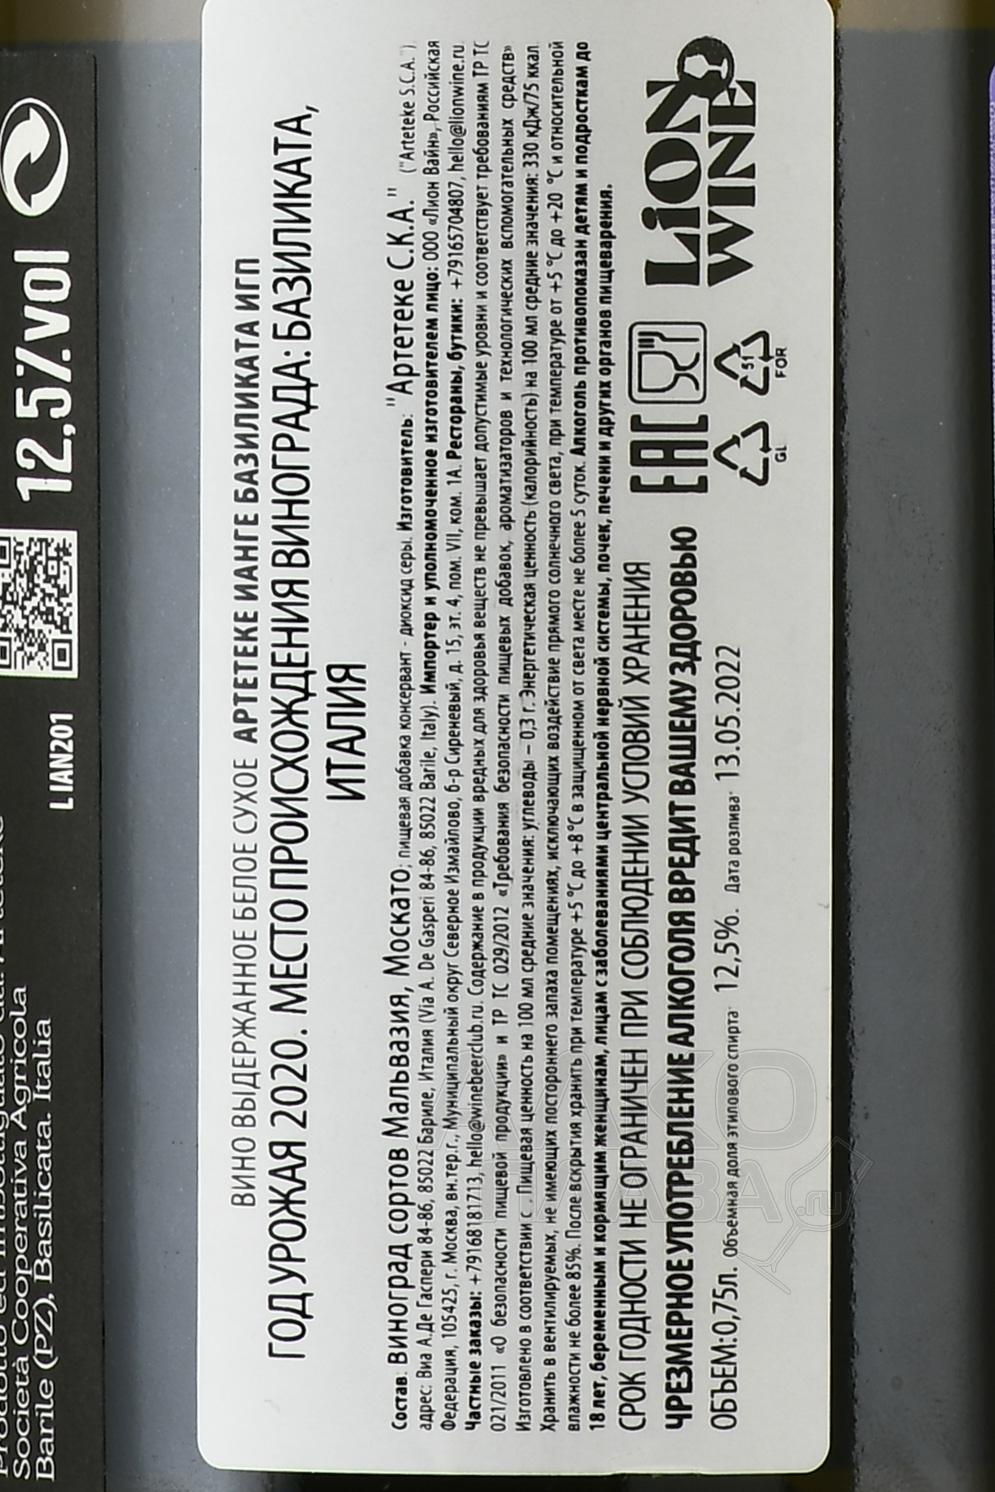 ВИНО ВЫДЕРЖАННОЕ БЕЛОЕ СУХОЕ АРТЕТЕКЕ ИАНГЕ БАЗИЛИКАТА ИГП
ГОД УРОЖАЯ 2020. МЕСТО ПРОИСХОЖДЕНИЯ ВИНОГРАДА: БАЗИЛИКАТА,
ИТАЛИЯ
Состав: Виноград сортов Мальвазия, Москато; пищевая добавка консервант - диоксид серы. Изготовитель: "Артетеке С.К.А." ("Arteteke S.C.A.").
адрес: Виа А.Де Гаспери 84-86, 85022 Бариле, Италия (Via A. De Gasperi 84-86, 85022 Barile, Italy). Импортер и уполномоченное изготовителем лицо: ООО «Лион Вайн», Российская
Федерация, 105425, г. Москва, вн.тер.г., Муниципальный округ Северное Измайлово, б-р Сиреневый, д. 15, эт. 4, пом. VII, ком. 1А. Рестораны, бутики: +79165704807, hello@lionwine.ru.
Частные заказы: +79168181713, hello@winebeerclub.ru. Содержание в продукции вредных для здоровья веществ не превышает допустимые уровни и соответствует требованиям ТР ТС
021/2011 «О безопасности пищевой продукции» и ТР ТС 029/2012 «Требования безопасности пищевых добавок, ароматизаторов и технологических вспомогательных средств»
Изготовлено в соответствии с . Пищевая ценность на 100 мл средние значения: углеводы – 0,3 г. Энергетическая ценность (калорийность) на 100 мл средние значения: 330 кДж/75 ккал.
Хранить в вентилируемых, не имеющих постороннего запаха помещениях, исключающих воздействие прямого солнечного света, при температуре от +5 °С до +20 °С и относительной
влажности не более 85%. После вскрытия хранить при температуре +5 °С до +8 °С в защищенном от света месте не более 5 суток. Алкоголь противопоказан детям и подросткам до
18 лет, беременным и кормящим женщинам, лицам с заболеваниями центральной нервной системы, почек, печени и других органов пищеварения.
СРОК ГОДНОСТИ НЕ ОГРАНИЧЕН ПРИ СОБЛЮДЕНИИ УСЛОВИЙ ХРАНЕНИЯ
ЧРЕЗМЕРНОЕ УПОТРЕБЛЕНИЕ АЛКОГОЛЯ ВРЕДИТ ВАШЕМУ ЗДОРОВЬЮ
ОБЪЕМ:0,75л. Объемная доля этилового спирта: 12,5%. Дата розлива: 13.05.2022
EAC
GL
51
FOR
LION
WINE
Società Cooperativa Agricola
Barile (PZ), Basilicata. Italia
LIAN201
12,5%vol
.ru